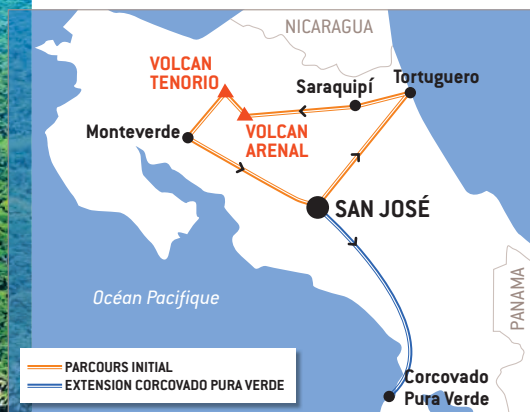 NICARAGUA
VOLCAN
TENORIO
Saraquipí
Tortuguero
Monteverde
VOLCAN
ARENAL
SAN JOSÉ
PANAMA
Océan Pacifique
PARCOURS INITIAL
EXTENSION CORCOVADO PURA VERDE
Corcovado
Pura Verde